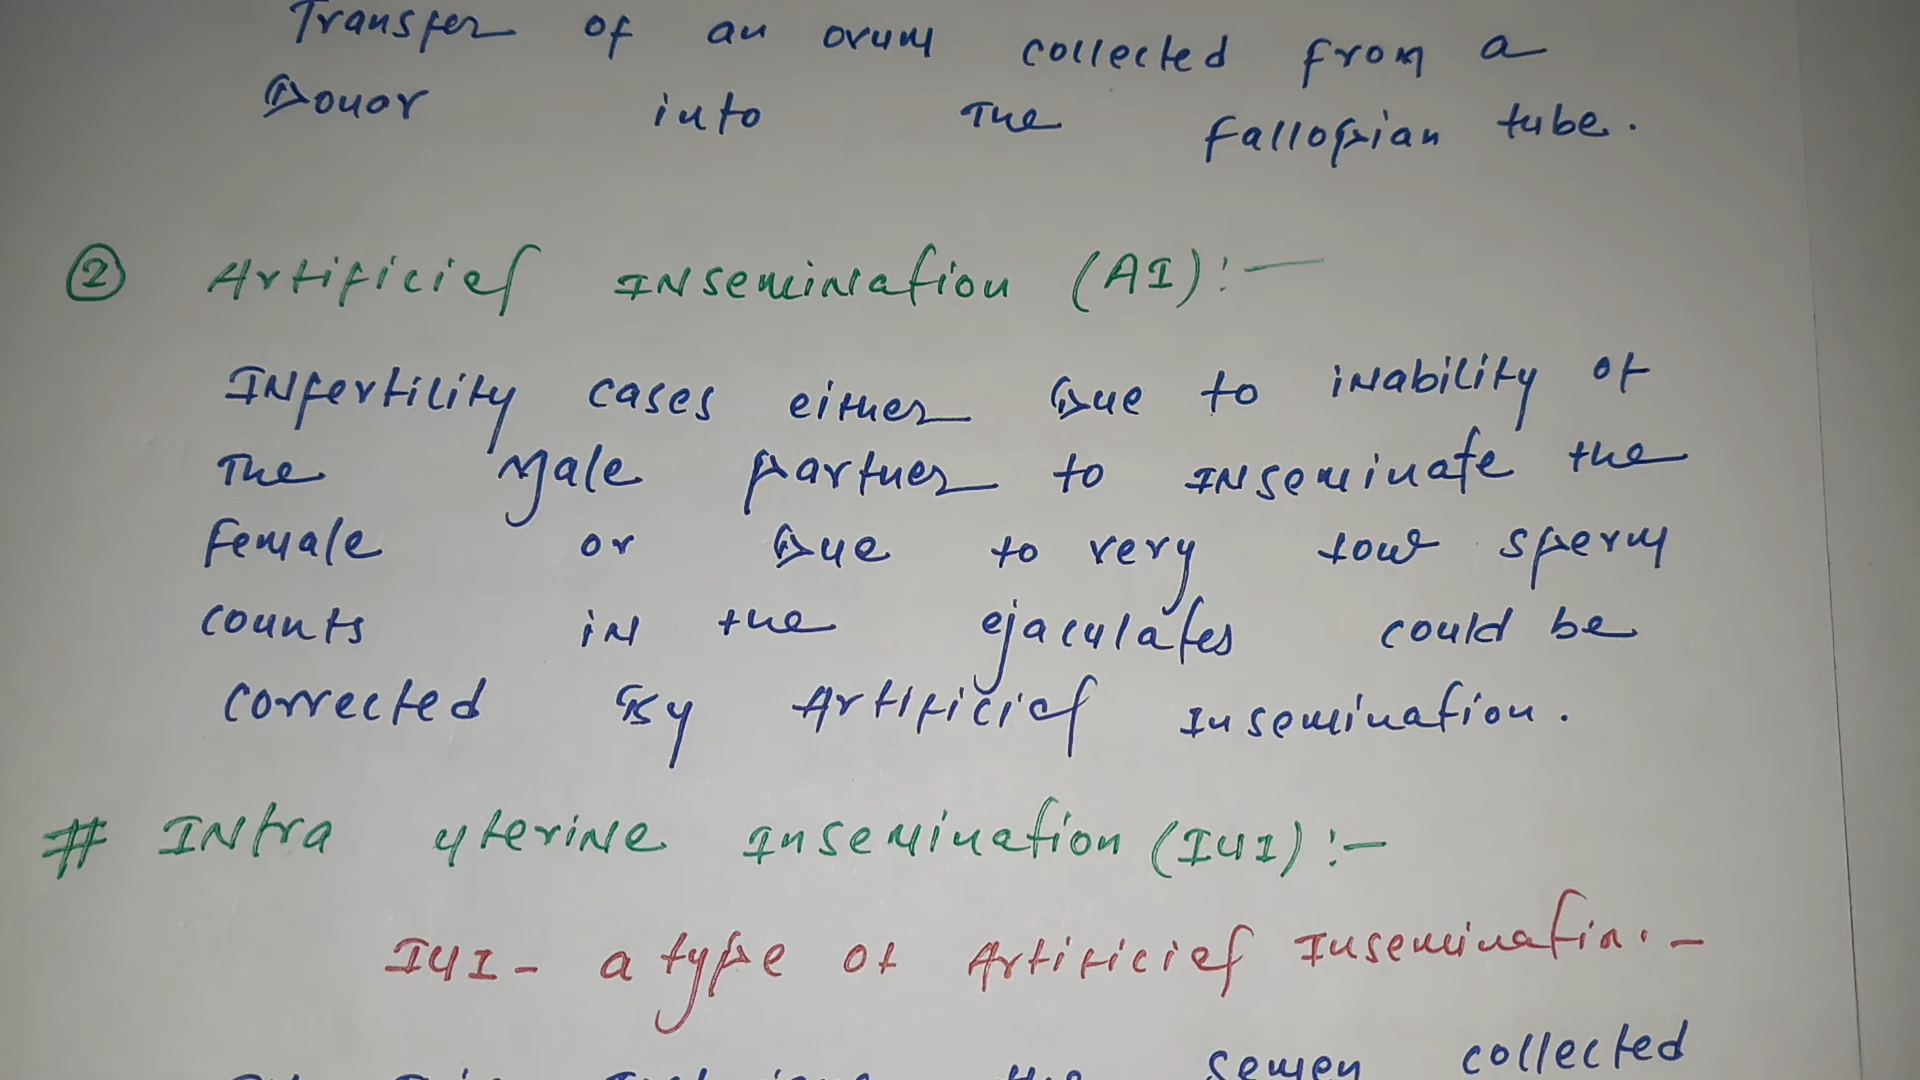 Transfer of an ovum collected from a
Donor into The fallopian tube.
② Artificial INsemination (AI):-
INfertility cases either Due to inability of
The Male partner to INseminate the
female or Due to very low sperm
counts in the ejaculates could be
corrected By Artificial Insemination.
# INtra uteriNe Insemination (IUI):-
IUI - a type of Artificial Inseminatin. -
the semen collected